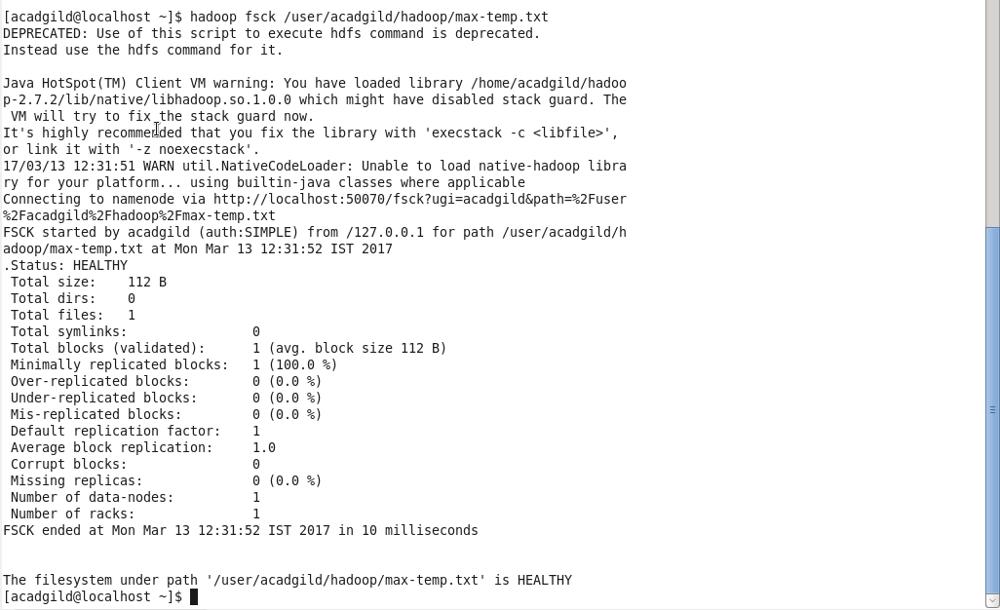 [acadgild@localhost ~]$ hadoop fsck /user/acadgild/hadoop/max-temp.txt
DEPRECATED: Use of this script to execute hdfs command is deprecated.
Instead use the hdfs command for it.

Java HotSpot(TM) Client VM warning: You have loaded library /home/acadgild/hadoo
p-2.7.2/lib/native/libhadoop.so.1.0.0 which might have disabled stack guard. The
 VM will try to fix the stack guard now.
It's highly recommended that you fix the library with 'execstack -c <libfile>',
or link it with '-z noexecstack'.
17/03/13 12:31:51 WARN util.NativeCodeLoader: Unable to load native-hadoop libra
ry for your platform... using builtin-java classes where applicable
Connecting to namenode via http://localhost:50070/fsck?ugi=acadgild&path=%2Fuser
%2Facadgild%2Fhadoop%2Fmax-temp.txt
FSCK started by acadgild (auth:SIMPLE) from /127.0.0.1 for path /user/acadgild/h
adoop/max-temp.txt at Mon Mar 13 12:31:52 IST 2017
.Status: HEALTHY
 Total size:    112 B
 Total dirs:    0
 Total files:   1
 Total symlinks:                0
 Total blocks (validated):      1 (avg. block size 112 B)
 Minimally replicated blocks:   1 (100.0 %)
 Over-replicated blocks:        0 (0.0 %)
 Under-replicated blocks:       0 (0.0 %)
 Mis-replicated blocks:         0 (0.0 %)
 Default replication factor:    1
 Average block replication:     1.0
 Corrupt blocks:                0
 Missing replicas:              0 (0.0 %)
 Number of data-nodes:          1
 Number of racks:               1
FSCK ended at Mon Mar 13 12:31:52 IST 2017 in 10 milliseconds


The filesystem under path '/user/acadgild/hadoop/max-temp.txt' is HEALTHY
[acadgild@localhost ~]$